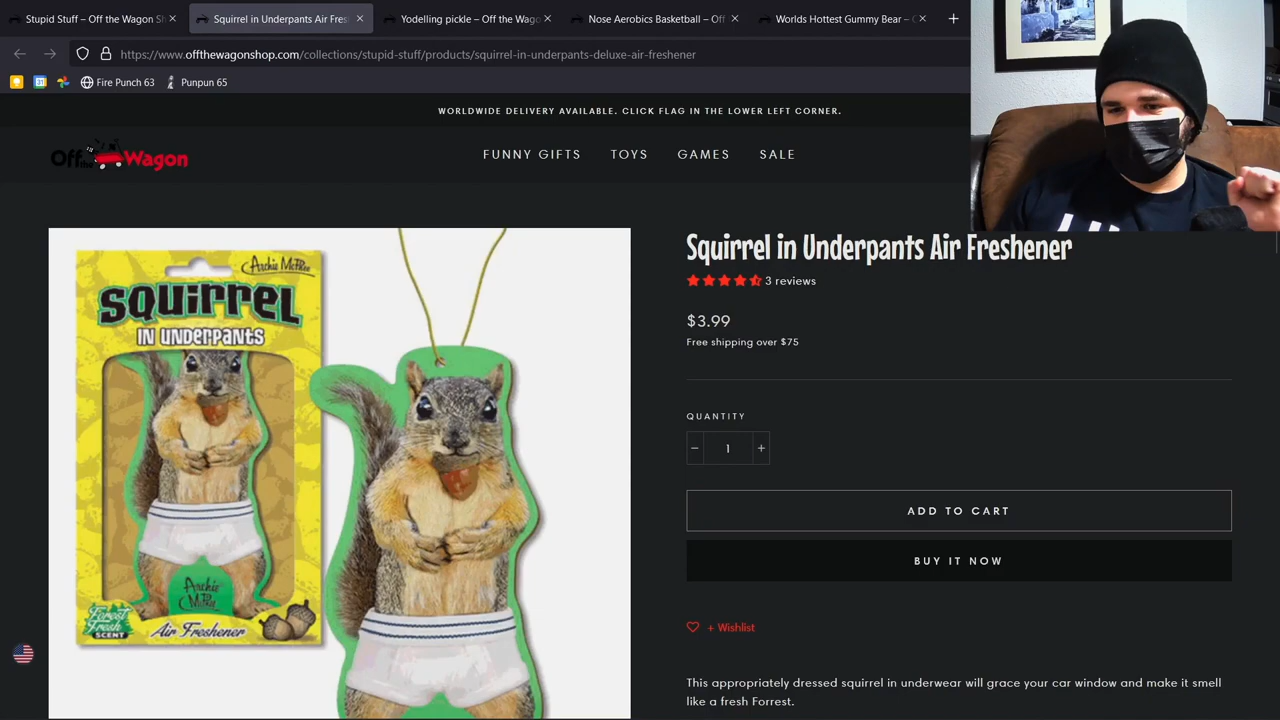 Stupid Stuff – Off the Wagon Sh
Squirrel in Underpants Air Fres
Yodelling pickle – Off the Wago
Nose Aerobics Basketball – Off
Worlds Hottest Gummy Bear –
https://www.offthewagonshop.com/collections/stupid-stuff/products/squirrel-in-underpants-deluxe-air-freshener
31
Fire Punch 63
Punpun 65
WORLDWIDE DELIVERY AVAILABLE. CLICK FLAG IN THE LOWER LEFT CORNER.
Off the Wagon
FUNNY GIFTS
TOYS
GAMES
SALE
Archie McPhee
Squirrel
IN UNDERPANTS
Archie McPhee
Forest Fresh
SCENT
Air Freshener
Squirrel in Underpants Air Freshener
3 reviews
$3.99
Free shipping over $75
QUANTITY
− 1 +
ADD TO CART
BUY IT NOW
+ Wishlist
This appropriately dressed squirrel in underwear will grace your car window and make it smell
like a fresh Forrest.